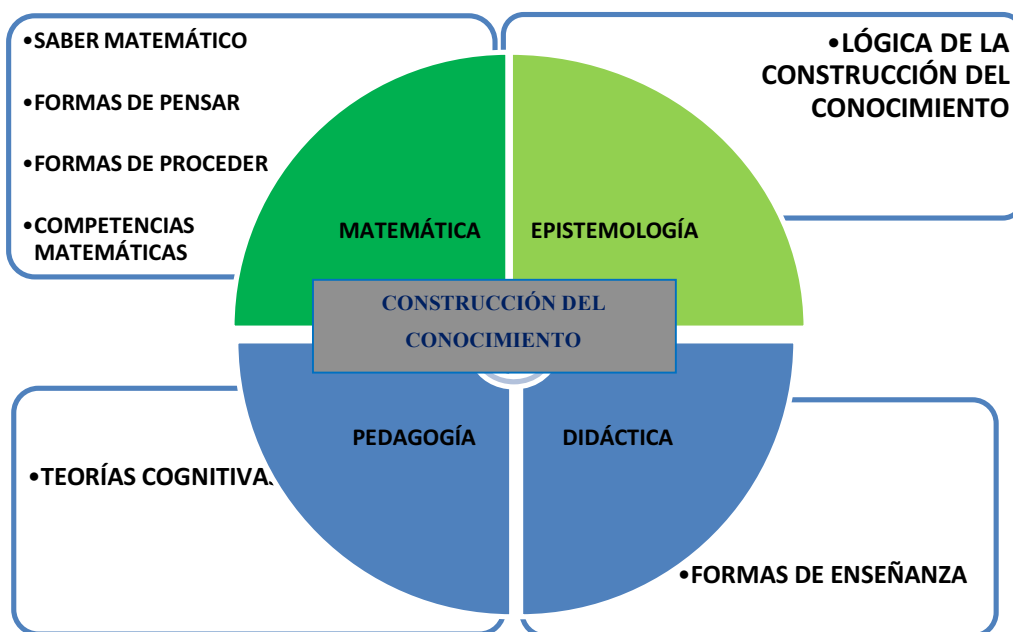 •SABER MATEMÁTICO
•FORMAS DE PENSAR
•FORMAS DE PROCEDER
•COMPETENCIAS
MATEMÁTICAS
•LÓGICA DE LA
CONSTRUCCIÓN DEL
CONOCIMIENTO
MATEMÁTICA
EPISTEMOLOGÍA
CONSTRUCCIÓN DEL
CONOCIMIENTO
PEDAGOGÍA
DIDÁCTICA
•TEORÍAS COGNITIVAS
•FORMAS DE ENSEÑANZA